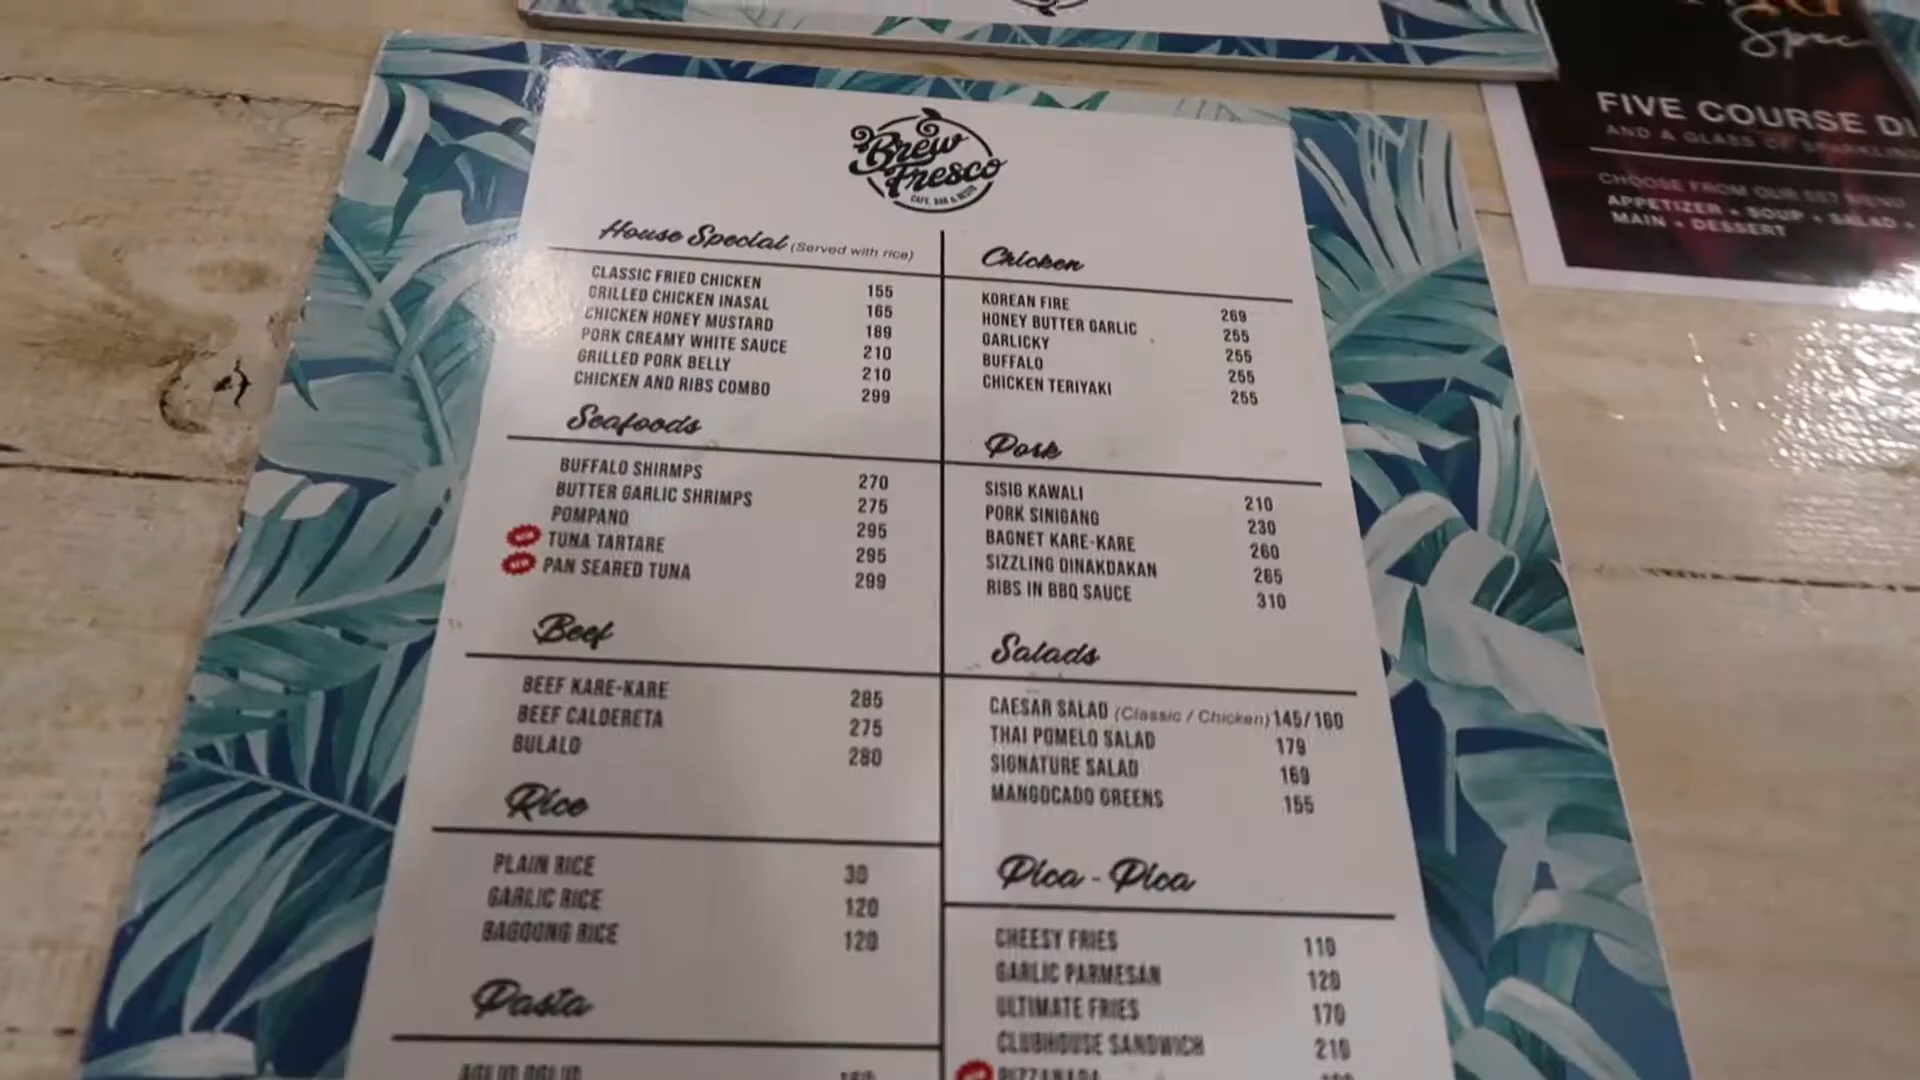 Brew
Fresco
CAFE, BAR & RESTO
House Special (Served with rice)
CLASSIC FRIED CHICKEN 155
GRILLED CHICKEN INASAL 165
CHICKEN HONEY MUSTARD 189
PORK CREAMY WHITE SAUCE 210
GRILLED PORK BELLY 210
CHICKEN AND RIBS COMBO 299
Seafoods
BUFFALO SHIRMPS 270
BUTTER GARLIC SHRIMPS 275
POMPANO 295
NEW TUNA TARTARE 295
NEW PAN SEARED TUNA 299
Beef
BEEF KARE-KARE 285
BEEF CALDERETA 275
BULALO 280
Rice
PLAIN RICE 30
GARLIC RICE 120
BAGOONG RICE 120
Pasta
AGLIO OGLIO
Chicken
KOREAN FIRE 269
HONEY BUTTER GARLIC 255
GARLICKY 255
BUFFALO 255
CHICKEN TERIYAKI 255
Pork
SISIG KAWALI 210
PORK SINIGANG 230
BAGNET KARE-KARE 260
SIZZLING DINAKDAKAN 265
RIBS IN BBQ SAUCE 310
Salads
CAESAR SALAD (Classic / Chicken) 145/160
THAI POMELO SALAD 179
SIGNATURE SALAD 169
MANGOCADO GREENS 155
Pica - Pica
CHEESY FRIES 110
GARLIC PARMESAN 120
ULTIMATE FRIES 170
CLUBHOUSE SANDWICH 210
PIZZANADA
Spec
FIVE COURSE DI
AND A GLASS OF SPARKLING
CHOOSE FROM OUR SET MENU
APPETIZER • SOUP • SALAD •
MAIN • DESSERT